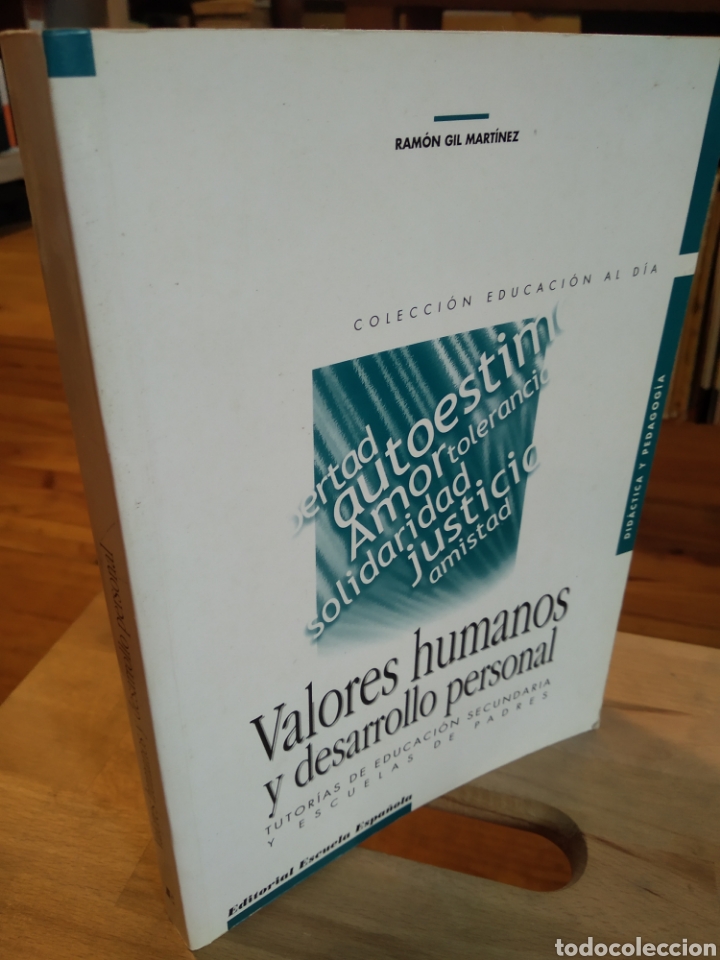 RAMÓN GIL MARTÍNEZ
COLECCIÓN EDUCACIÓN AL DÍA
bertad
autoestim
Amor
tolerancia
solidaridad
justicia
amistad
DIDÁCTICA Y PEDAGOGÍA
Valores humanos
y desarrollo personal
TUTORÍAS DE EDUCACIÓN SECUNDARIA
Y ESCUELAS DE PADRES
Editorial Escuela Española
todocoleccion